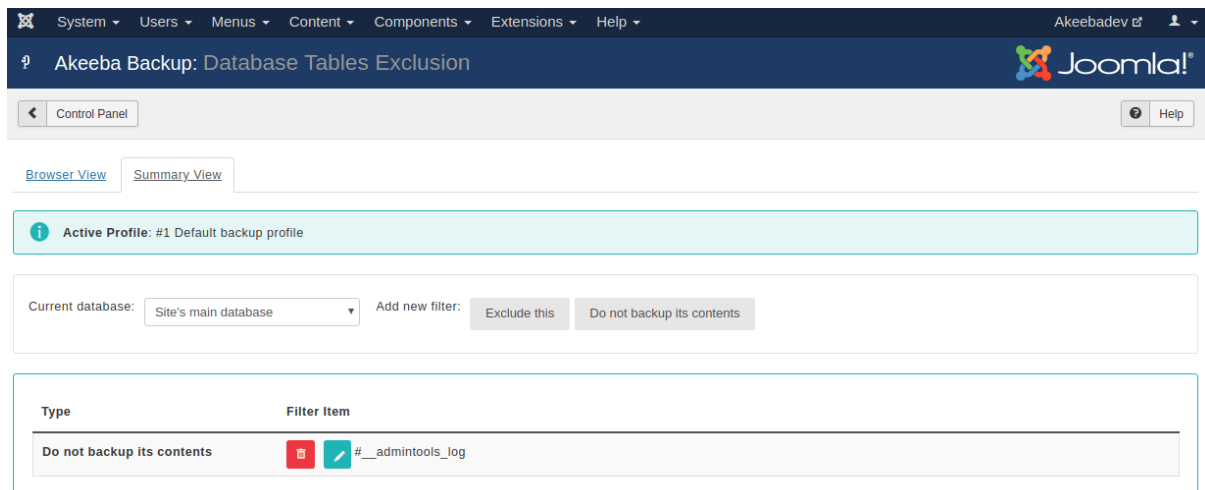 System Users Menus Content Components Extensions Help Akeebadev
Akeeba Backup: Database Tables Exclusion Joomla!®
Control Panel Help
Browser View Summary View
Active Profile: #1 Default backup profile
Current database: Site's main database Add new filter: Exclude this Do not backup its contents
Type Filter Item
Do not backup its contents #__admintools_log